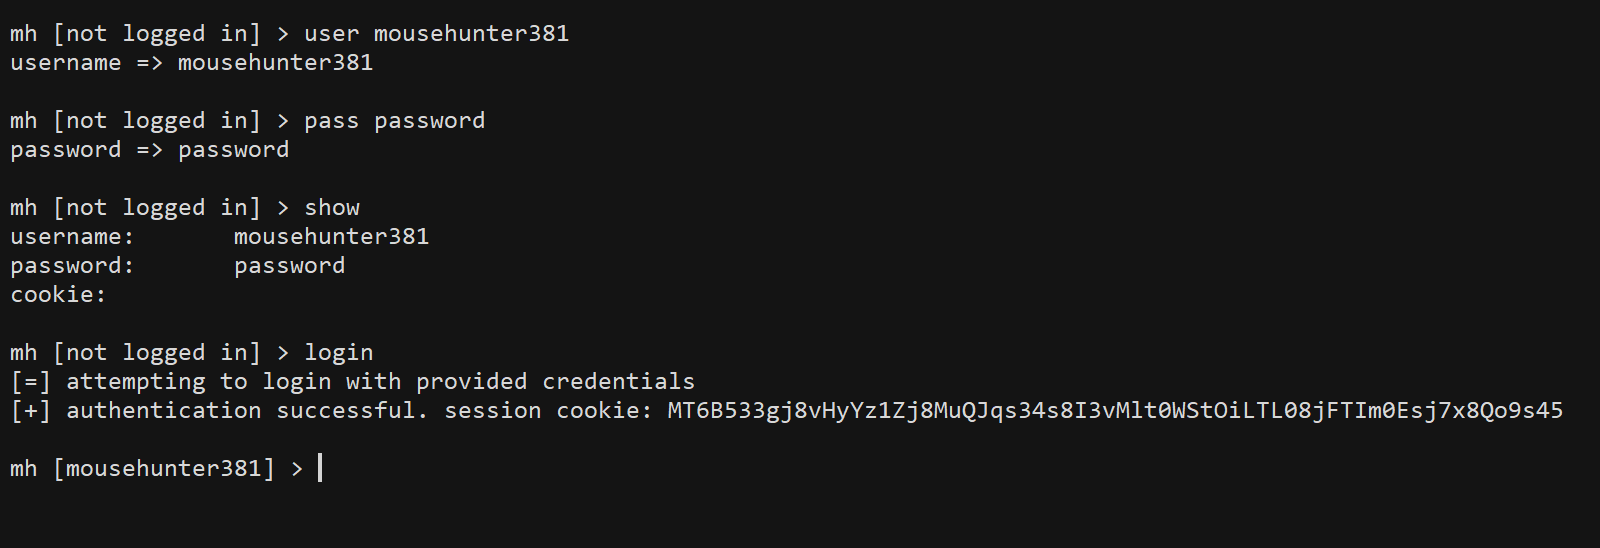 mh [not logged in] > user mousehunter381
username => mousehunter381
mh [not logged in] > pass password
password => password
mh [not logged in] > show
username:       mousehunter381
password:       password
cookie:
mh [not logged in] > login
[=] attempting to login with provided credentials
[+] authentication successful. session cookie: MT6B533gj8vHyYz1Zj8MuQJqs34s8I3vMlt0WStOiLTL08jFTIm0Esj7x8Qo9s45
mh [mousehunter381] >